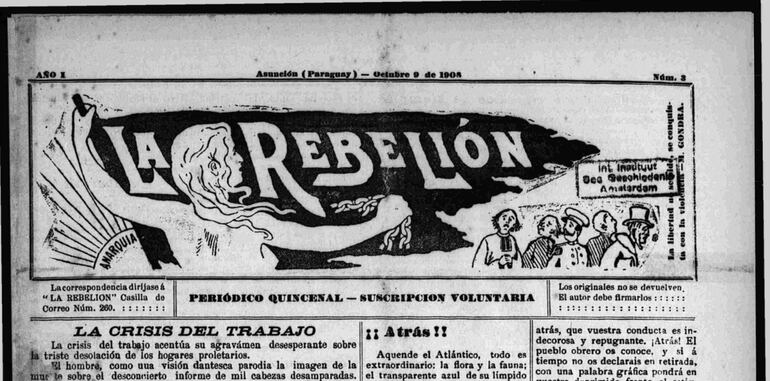 AÑO I
Asunción (Paraguay) — Octubre 9 de 1908
Núm. 3
LA REBELIÓN
ANARQUIA
Int. Instituut
Soc. Geschiedenis
Amsterdam
La libertad no se pide, se conquis-
ta con la violencia. M. GONDRA.
La correspondencia diríjase á
"LA REBELION" Casilla de
Correo Núm. 260. : : : : : : :
PERIÓDICO QUINCENAL — SUSCRIPCION VOLUNTARIA
Los originales no se devuelven.
El autor debe firmarlos : : : : : :
: : : : : : : : : : : : : : :
LA CRISIS DEL TRABAJO
La crisis del trabajo acentúa su agravámen desesperante sobre
la triste desolación de los hogares proletarios.
El hombre, como una visión dantesca parodia la imagen de la
sobre el desconcierto informe de mil cabezas desamparadas.
¡¡ Atrás!!
Aquende el Atlántico, todo es
extraordinario: la flora y la fauna;
el transparente azul de su límpido
atrás, que vuestra conducta es in-
decorosa y repugnante. ¡Atrás! El
pueblo obrero os conoce, y si á
tiempo no os declarais en retirada,
con una palabra gráfica pondrá en